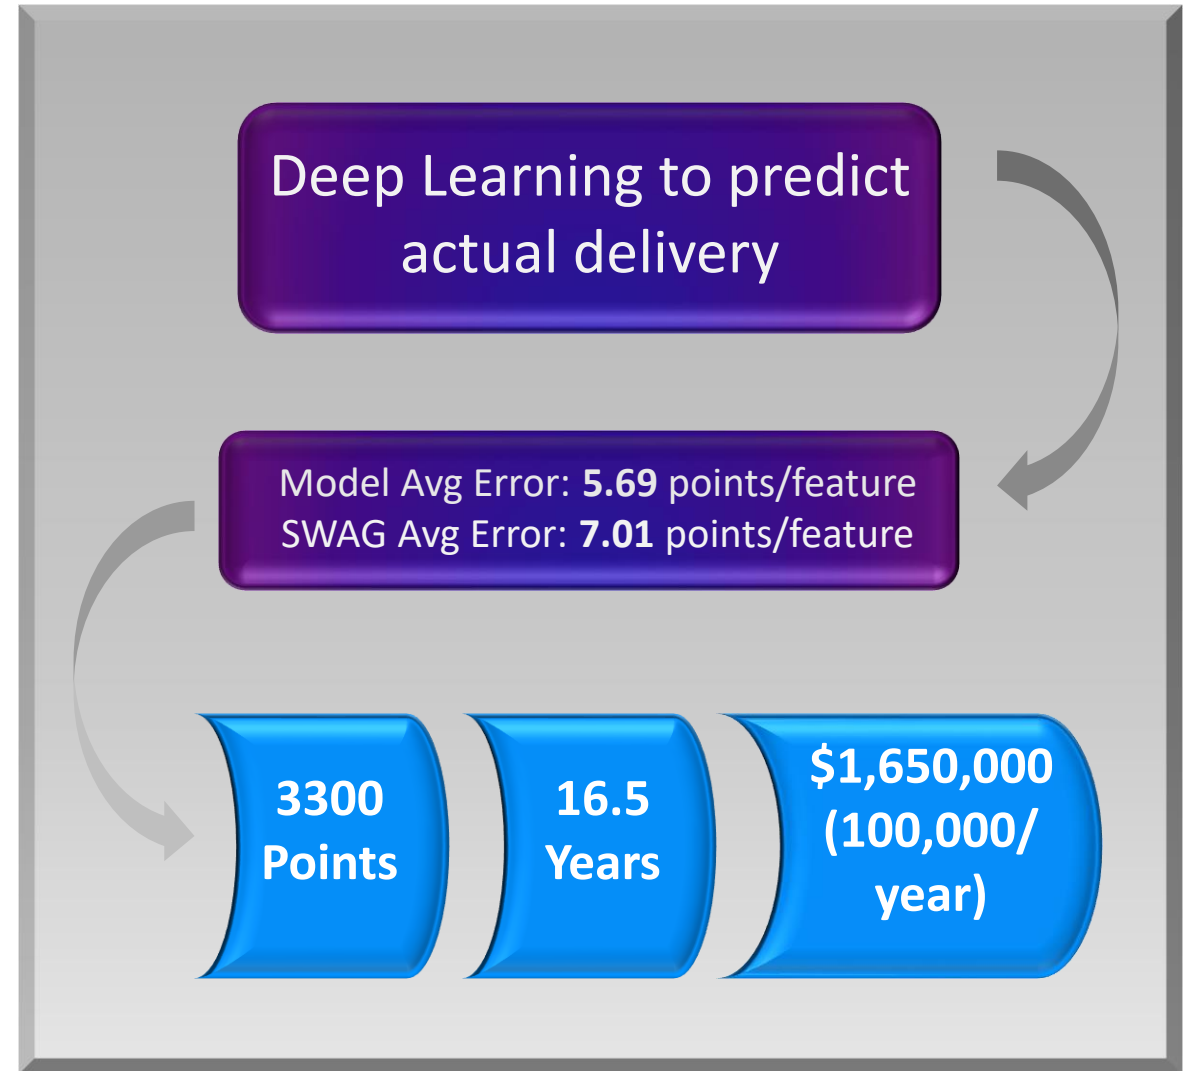 Deep Learning to predict
actual delivery
Model Avg Error: 5.69 points/feature
SWAG Avg Error: 7.01 points/feature
3300
Points
16.5
Years
$1,650,000
(100,000/
year)